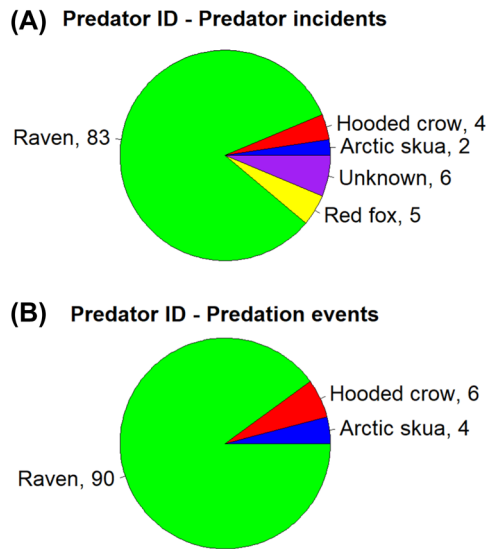 (A) Predator ID - Predator incidents
Hooded crow, 4
Raven, 83
Arctic skua, 2
Unknown, 6
Red fox, 5
(B) Predator ID - Predation events
Hooded crow, 6
Arctic skua, 4
Raven, 90